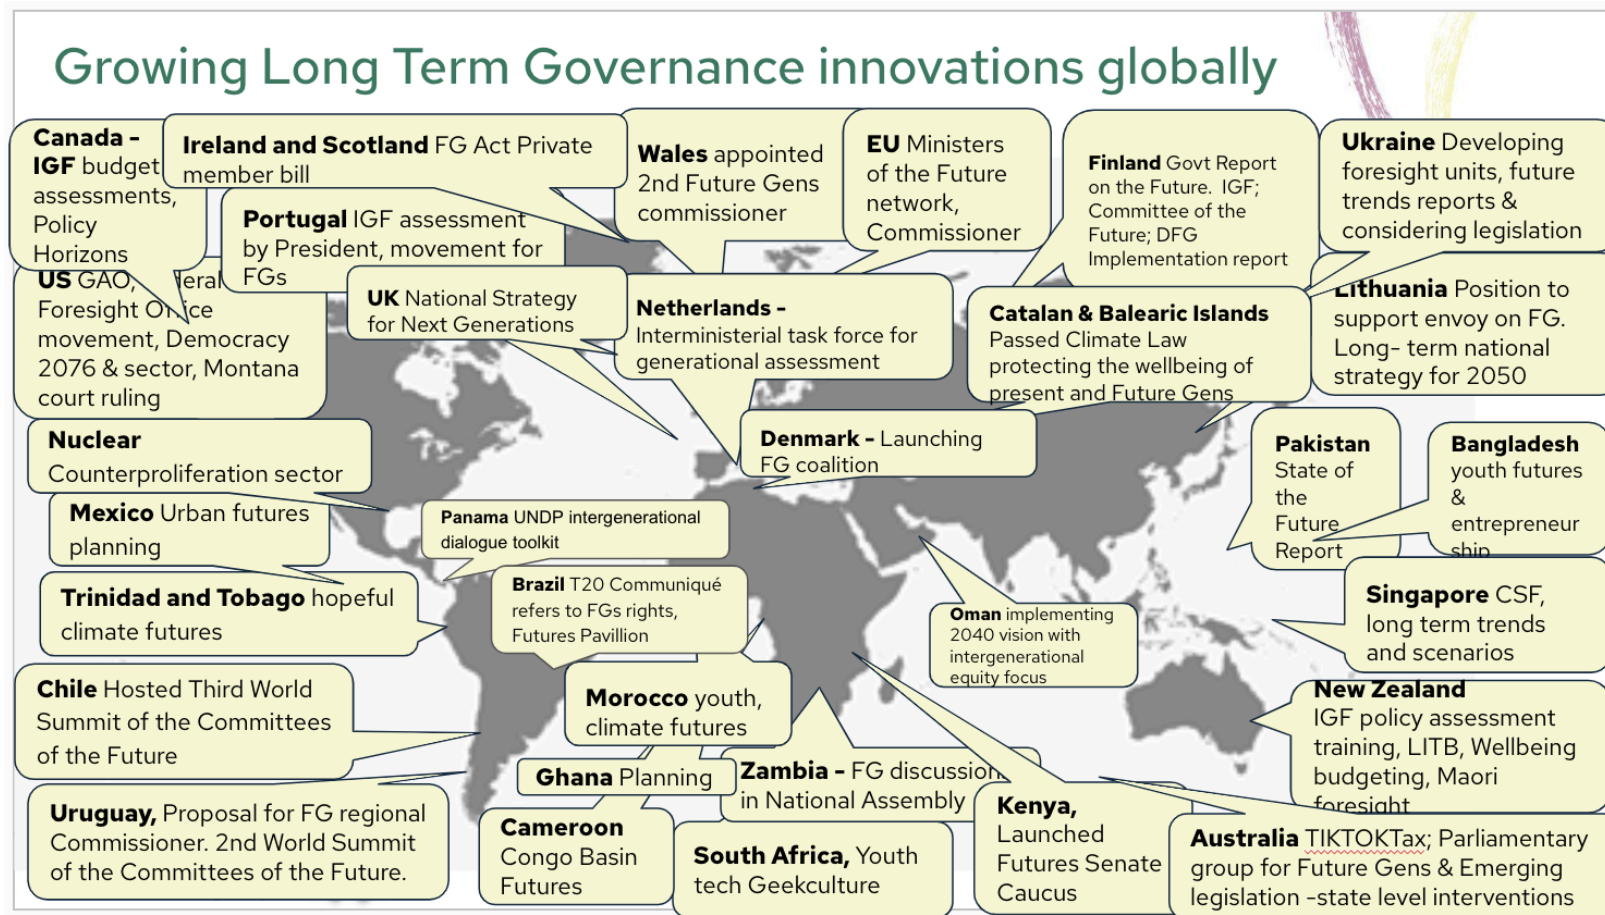 Growing Long Term Governance innovations globally
Canada -
IGF budget
assessments,
Policy
Horizons
Ireland and Scotland FG Act Private
member bill
Wales appointed
2nd Future Gens
commissioner
EU Ministers
of the Future
network,
Commissioner
Finland Govt Report
on the Future. IGF;
Committee of the
Future; DFG
Implementation report
Ukraine Developing
foresight units, future
trends reports &
considering legislation
Portugal IGF assessment
by President, movement for
FGs
US GAO,
Foresight
movement, Democracy
2076 & sector, Montana
court ruling
UK National Strategy
for Next Generations
Netherlands -
Interministerial task force for
generational assessment
Catalan & Balearic Islands
Passed Climate Law
protecting the wellbeing of
present and Future Gens
Lithuania Position to
support envoy on FG.
Long- term national
strategy for 2050
Nuclear
Counterproliferation sector
Denmark - Launching
FG coalition
Pakistan
State of
the
Future
Report
Bangladesh
youth futures
&
entrepreneur
ship
Mexico Urban futures
planning
Panama UNDP intergenerational
dialogue toolkit
Trinidad and Tobago hopeful
climate futures
Brazil T20 Communiqué
refers to FGs rights,
Futures Pavillion
Oman implementing
2040 vision with
intergenerational
equity focus
Singapore CSF,
long term trends
and scenarios
Chile Hosted Third World
Summit of the Committees
of the Future
Morocco youth,
climate futures
New Zealand
IGF policy assessment
training, LITB, Wellbeing
budgeting, Maori
foresight
Ghana Planning
Zambia - FG discussion
in National Assembly
Uruguay, Proposal for FG regional
Commissioner. 2nd World Summit
of the Committees of the Future.
Cameroon
Congo Basin
Futures
South Africa, Youth
tech Geekculture
Kenya,
Launched
Futures Senate
Caucus
Australia TIKTOKTax; Parliamentary
group for Future Gens & Emerging
legislation -state level interventions